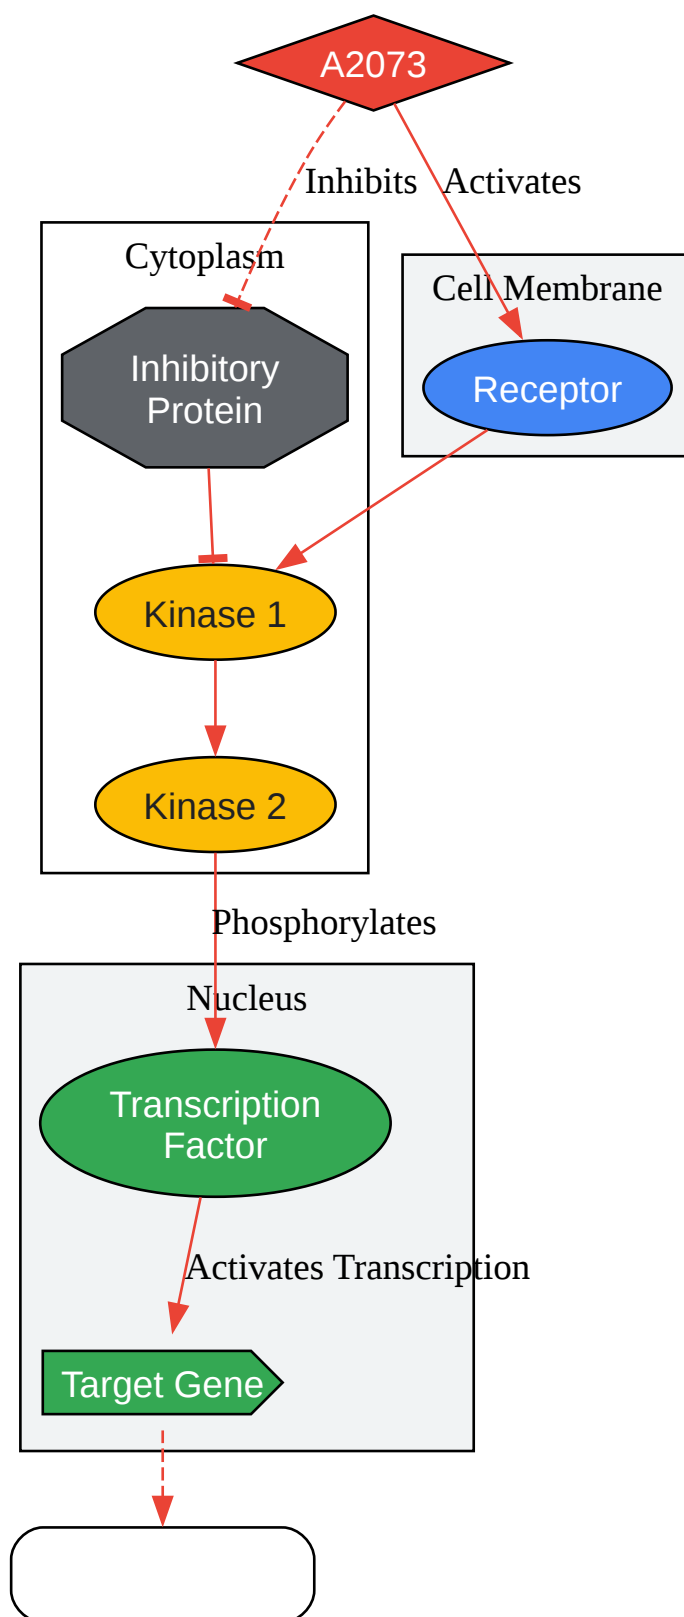 A2073
Inhibits
Activates
Cytoplasm
Cell Membrane
Inhibitory
Protein
Receptor
Kinase 1
Kinase 2
Phosphorylates
Nucleus
Transcription
Factor
Activates Transcription
Target Gene